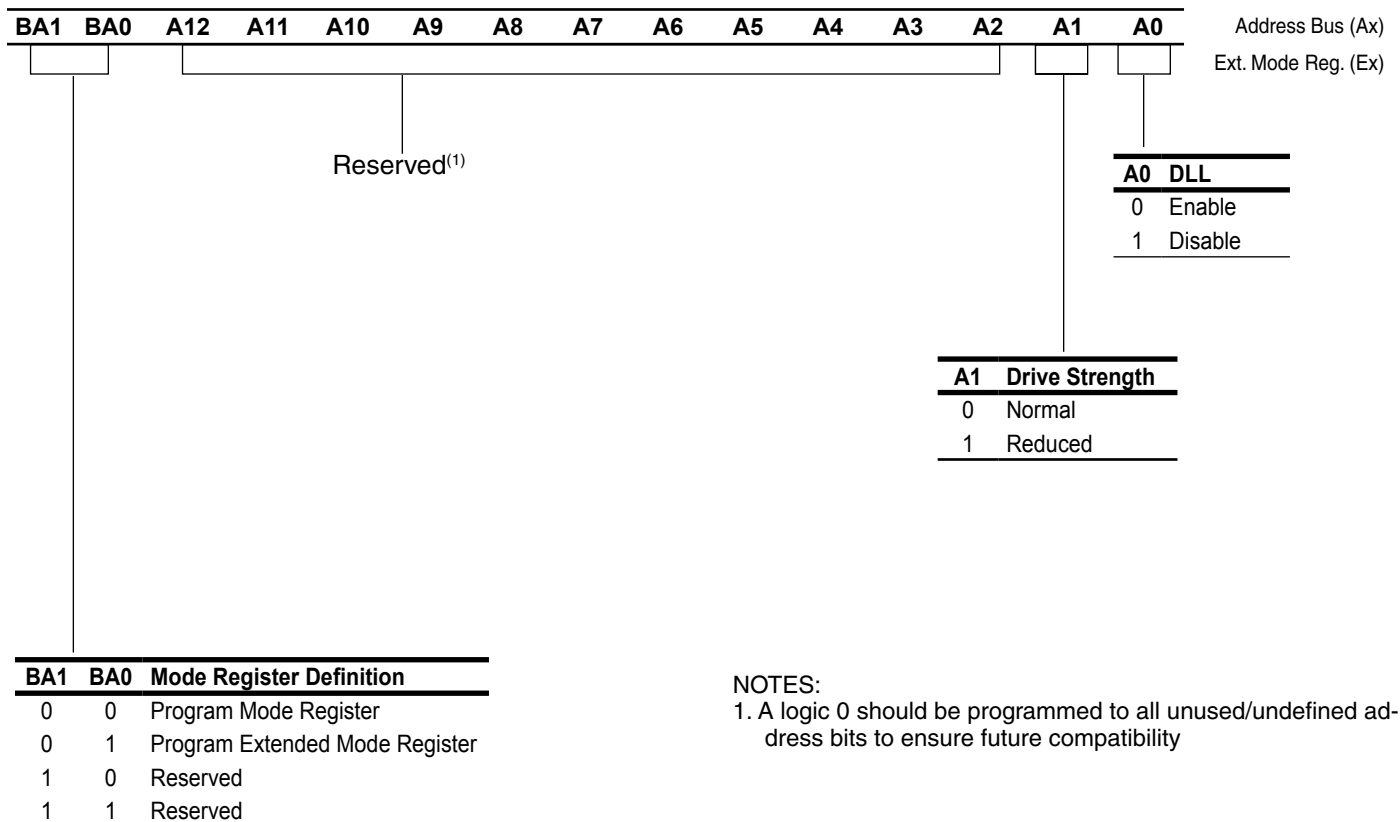 BA1 BA0 A12 A11 A10 A9 A8 A7 A6 A5 A4 A3 A2 A1 A0 Address Bus (Ax)
Ext. Mode Reg. (Ex)
Reserved(1)
A0 DLL
0 Enable
1 Disable
A1 Drive Strength
0 Normal
1 Reduced
BA1 BA0 Mode Register Definition
0 0 Program Mode Register
0 1 Program Extended Mode Register
1 0 Reserved
1 1 Reserved
NOTES:
1. A logic 0 should be programmed to all unused/undefined ad-
dress bits to ensure future compatibility